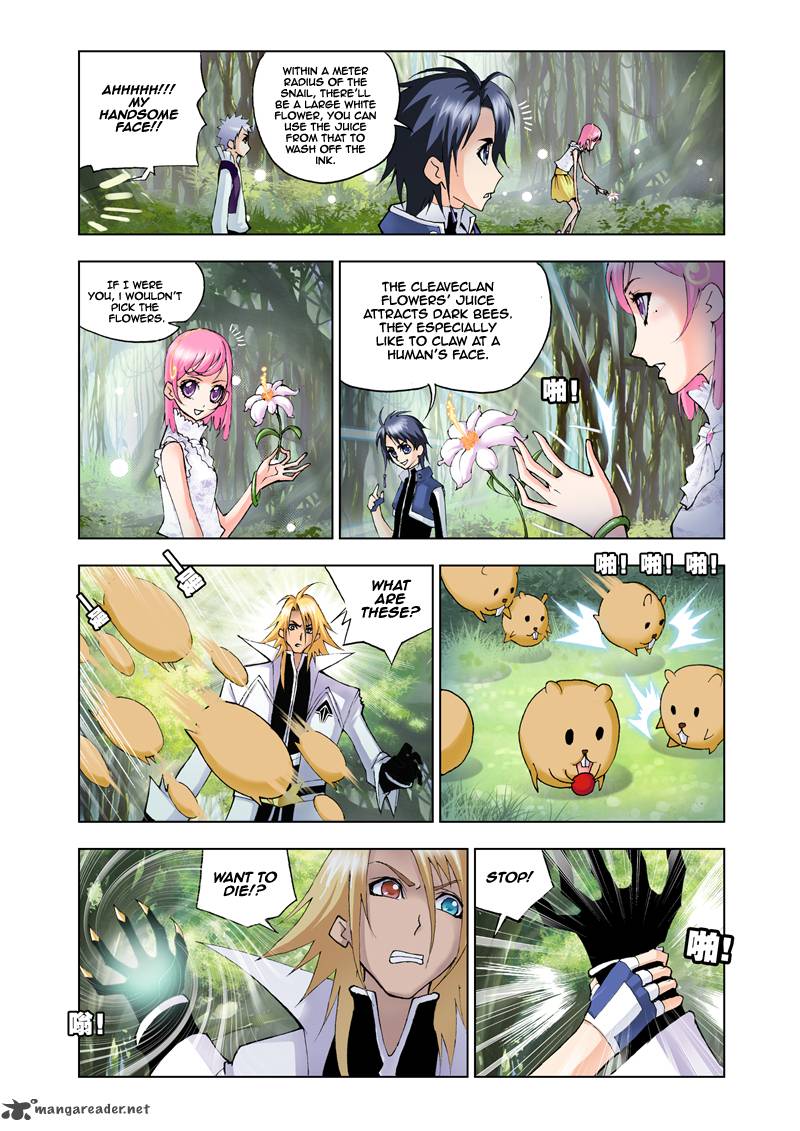 AHHHHH!!!
MY
HANDSOME
FACE!!
WITHIN A METER
RADIUS OF THE
SNAIL, THERE'LL
BE A LARGE WHITE
FLOWER, YOU CAN
USE THE JUICE
FROM THAT TO
WASH OFF THE
INK.
IF I WERE
YOU, I WOULDN'T
PICK THE
FLOWERS.
THE CLEAVECLAN
FLOWERS' JUICE
ATTRACTS DARK BEES.
THEY ESPECIALLY
LIKE TO CLAW AT A
HUMAN'S FACE.
啪!
WHAT
ARE
THESE?
啪! 啪! 啪!
WANT TO
DIE!?
嗡!
STOP!
啪!
mangareader.net